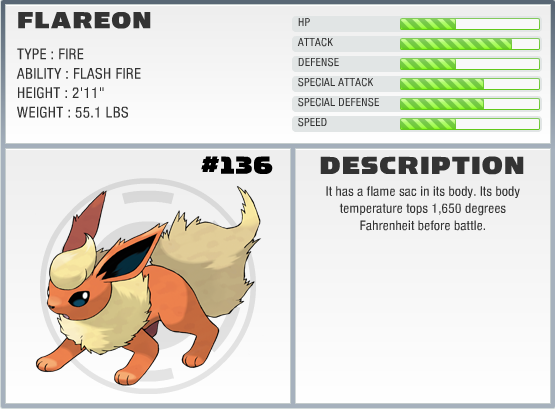 FLAREON
TYPE : FIRE
ABILITY : FLASH FIRE
HEIGHT : 2'11"
WEIGHT : 55.1 LBS
HP
ATTACK
DEFENSE
SPECIAL ATTACK
SPECIAL DEFENSE
SPEED
#136
DESCRIPTION
It has a flame sac in its body. Its body
temperature tops 1,650 degrees
Fahrenheit before battle.